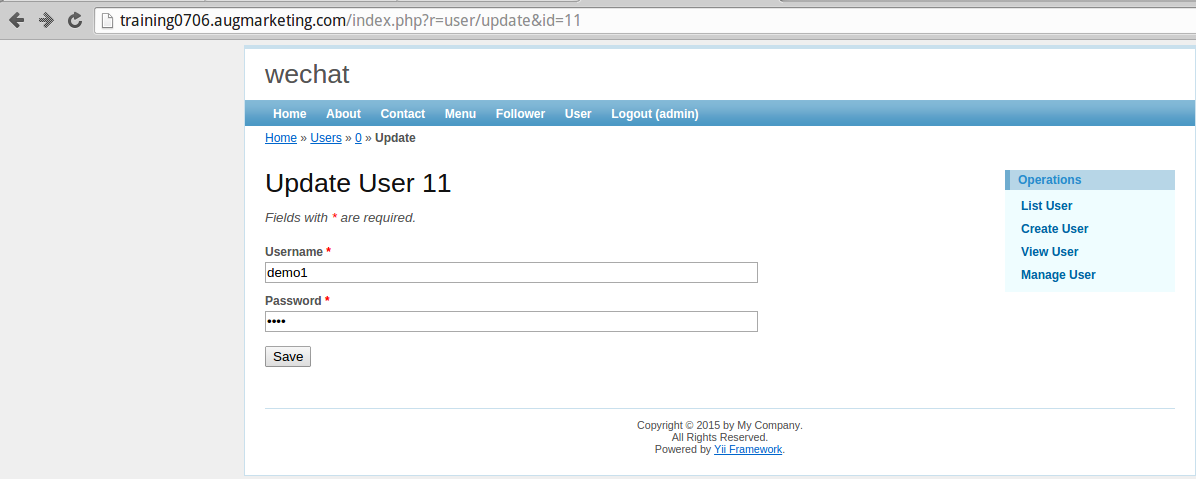 training0706.augmarketing.com/index.php?r=user/update&id=11
wechat
Home About Contact Menu Follower User Logout (admin)
Home » Users » 0 » Update
Update User 11
Fields with * are required.
Username *
demo1
Password *
••••
Save
Operations
List User
Create User
View User
Manage User
Copyright © 2015 by My Company.
All Rights Reserved.
Powered by Yii Framework.